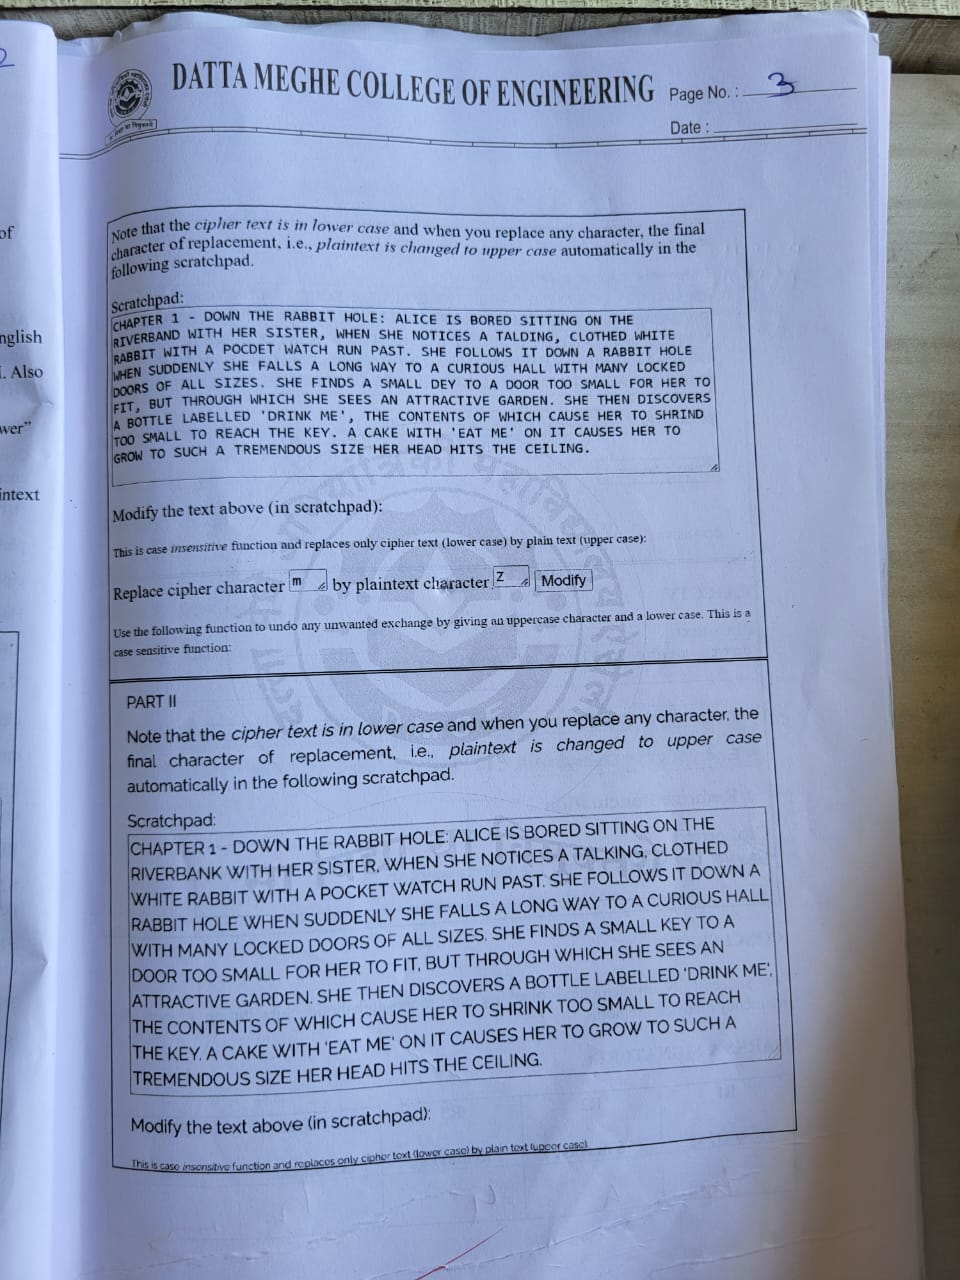 2
of
nglish
. Also
wer"
intext
DATTA MEGHE COLLEGE OF ENGINEERING
Page No. : 3
Date :
Note that the cipher text is in lower case and when you replace any character, the final
character of replacement, i.e., plaintext is changed to upper case automatically in the
following scratchpad.
Scratchpad:
CHAPTER 1 - DOWN THE RABBIT HOLE: ALICE IS BORED SITTING ON THE
RIVERBAND WITH HER SISTER, WHEN SHE NOTICES A TALDING, CLOTHED WHITE
RABBIT WITH A POCDET WATCH RUN PAST. SHE FOLLOWS IT DOWN A RABBIT HOLE
WHEN SUDDENLY SHE FALLS A LONG WAY TO A CURIOUS HALL WITH MANY LOCKED
DOORS OF ALL SIZES. SHE FINDS A SMALL DEY TO A DOOR TOO SMALL FOR HER TO
FIT, BUT THROUGH WHICH SHE SEES AN ATTRACTIVE GARDEN. SHE THEN DISCOVERS
A BOTTLE LABELLED 'DRINK ME', THE CONTENTS OF WHICH CAUSE HER TO SHRIND
TOO SMALL TO REACH THE KEY. A CAKE WITH 'EAT ME' ON IT CAUSES HER TO
GROW TO SUCH A TREMENDOUS SIZE HER HEAD HITS THE CEILING.
Modify the text above (in scratchpad):
This is case insensitive function and replaces only cipher text (lower case) by plain text (upper case):
Replace cipher character m by plaintext character Z Modify
Use the following function to undo any unwanted exchange by giving an uppercase character and a lower case. This is a
case sensitive function:
PART II
Note that the cipher text is in lower case and when you replace any character, the
final character of replacement, i.e., plaintext is changed to upper case
automatically in the following scratchpad.
Scratchpad:
CHAPTER 1 - DOWN THE RABBIT HOLE: ALICE IS BORED SITTING ON THE
RIVERBANK WITH HER SISTER, WHEN SHE NOTICES A TALKING, CLOTHED
WHITE RABBIT WITH A POCKET WATCH RUN PAST. SHE FOLLOWS IT DOWN A
RABBIT HOLE WHEN SUDDENLY SHE FALLS A LONG WAY TO A CURIOUS HALL
WITH MANY LOCKED DOORS OF ALL SIZES. SHE FINDS A SMALL KEY TO A
DOOR TOO SMALL FOR HER TO FIT, BUT THROUGH WHICH SHE SEES AN
ATTRACTIVE GARDEN. SHE THEN DISCOVERS A BOTTLE LABELLED 'DRINK ME',
THE CONTENTS OF WHICH CAUSE HER TO SHRINK TOO SMALL TO REACH
THE KEY. A CAKE WITH 'EAT ME' ON IT CAUSES HER TO GROW TO SUCH A
TREMENDOUS SIZE HER HEAD HITS THE CEILING.
Modify the text above (in scratchpad):
This is case insensitive function and replaces only cipher text (lower case) by plain text (upper case)